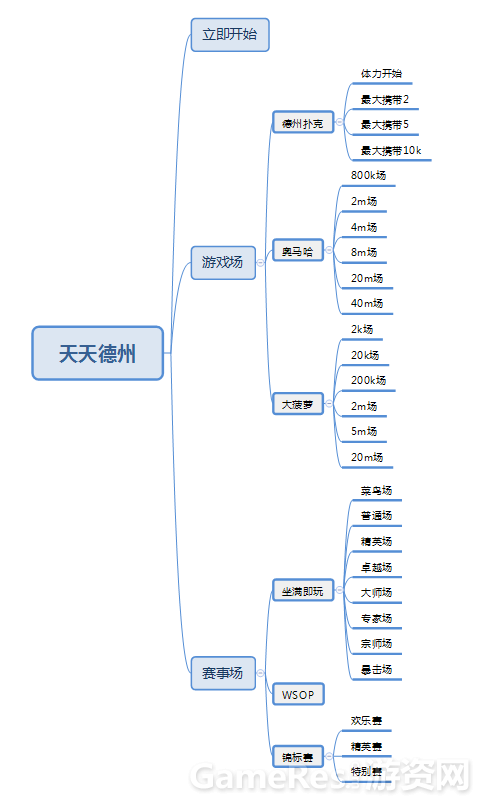 立即开始
体力开始
最大携带2
德州扑克
最大携带5
最大携带10k
800k场
2m场
4m场
游戏场
奥马哈
8m场
20m场
40m场
2k场
天天德州
20k场
200k场
大菠萝
2m场
5m场
20m场
菜鸟场
普通场
精英场
卓越场
坐满即玩
大师场
专家场
宗师场
赛事场
暴击场
WSOP
欢乐赛
精英赛
锦标赛
特别赛
GameRes游资网